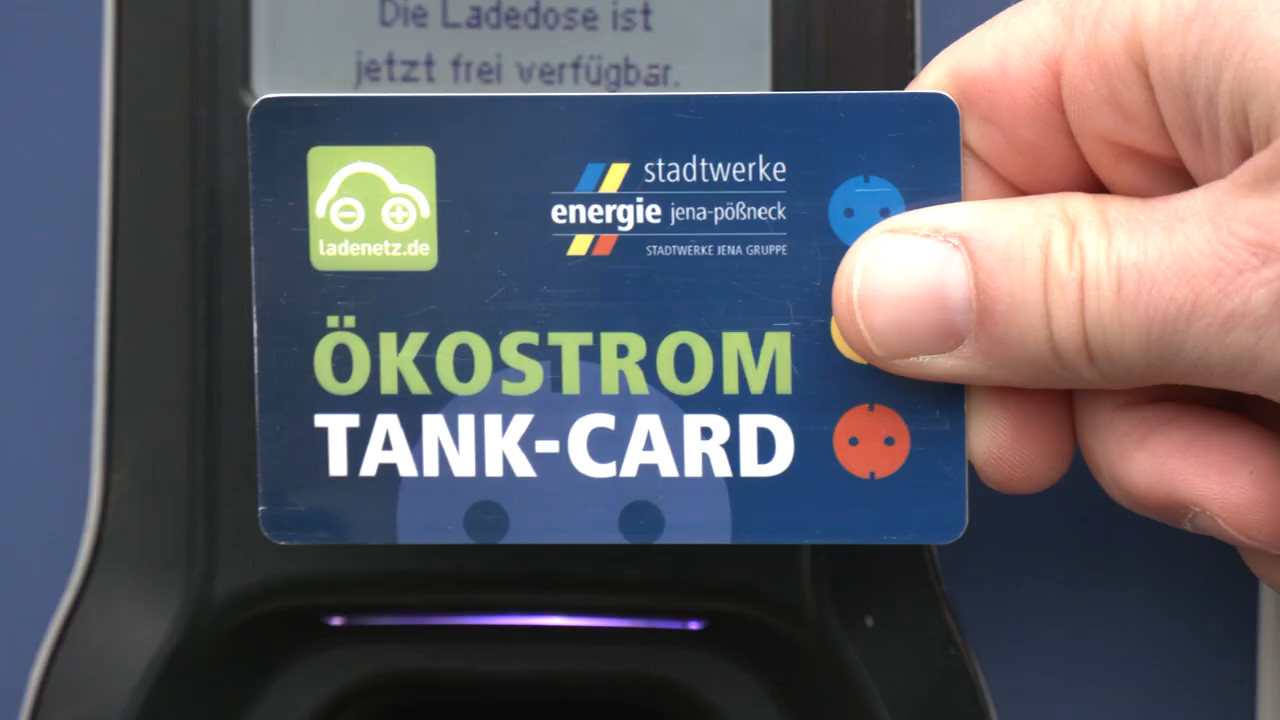 Die Ladedose ist
jetzt frei verfügbar.
ladenetz.de
stadtwerke
energie jena-pößneck
STADTWERKE JENA GRUPPE
ÖKOSTROM
TANK-CARD